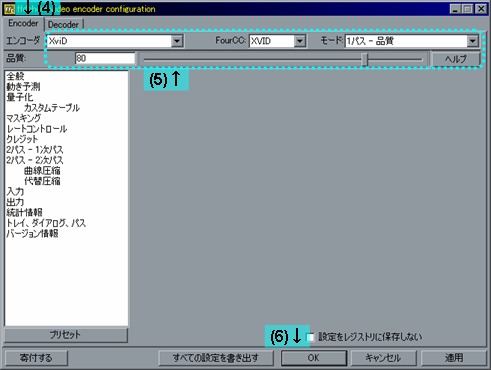 ↓(4) video encoder configuration
Encoder Decoder
エンコーダ XviD FourCC: XVID モード: 1パス - 品質
品質: 80 ヘルプ
(5)↑
全般
動き予測
量子化
カスタムテーブル
マスキング
レートコントロール
クレジット
2パス - 1次パス
2パス - 2次パス
曲線圧縮
代替圧縮
入力
出力
統計情報
トレイ、ダイアログ、パス
バージョン情報
プリセット
(6)↓ 設定をレジストリに保存しない
寄付する すべての設定を書き出す OK キャンセル 適用